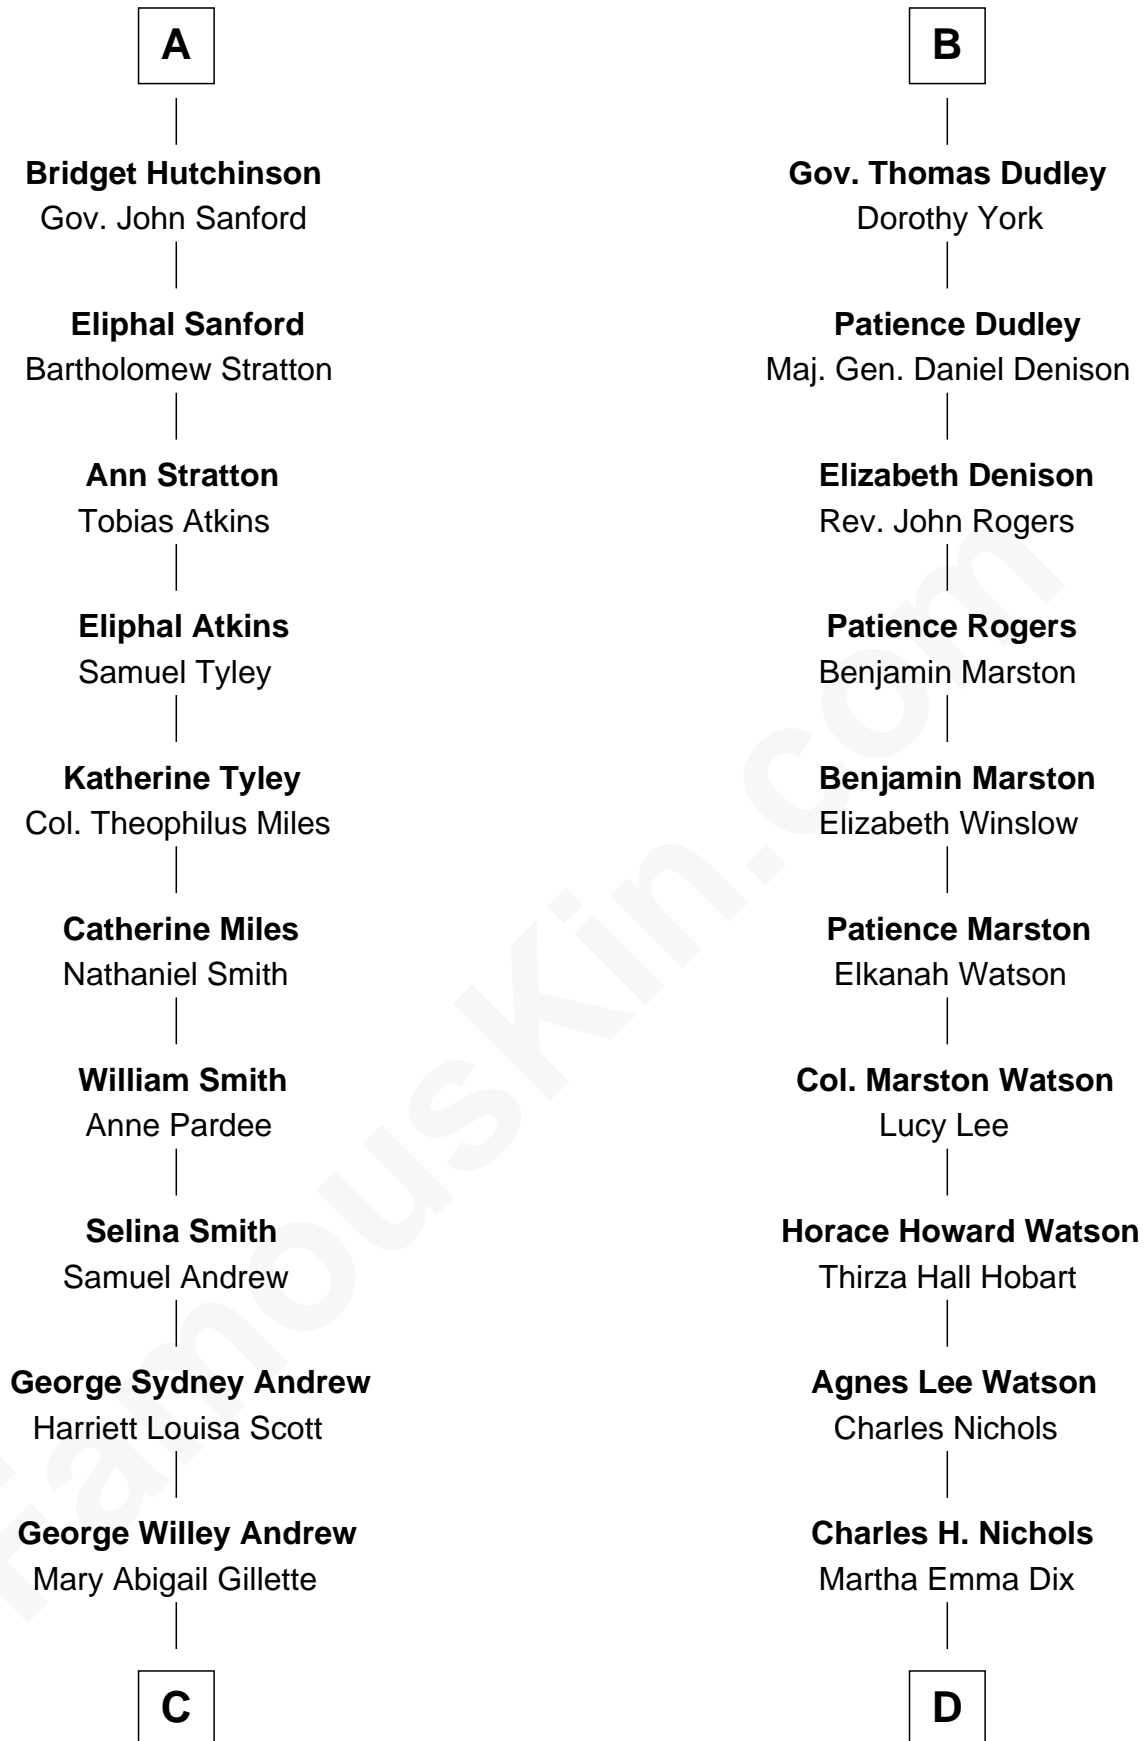 A
Bridget Hutchinson
Gov. John Sanford
Eliphal Sanford
Bartholomew Stratton
Ann Stratton
Tobias Atkins
Eliphal Atkins
Samuel Tyley
Katherine Tyley
Col. Theophilus Miles
Catherine Miles
Nathaniel Smith
William Smith
Anne Pardee
Selina Smith
Samuel Andrew
George Sydney Andrew
Harriett Louisa Scott
George Willey Andrew
Mary Abigail Gillette
C
B
Gov. Thomas Dudley
Dorothy York
Patience Dudley
Maj. Gen. Daniel Denison
Elizabeth Denison
Rev. John Rogers
Patience Rogers
Benjamin Marston
Benjamin Marston
Elizabeth Winslow
Patience Marston
Elkanah Watson
Col. Marston Watson
Lucy Lee
Horace Howard Watson
Thirza Hall Hobart
Agnes Lee Watson
Charles Nichols
Charles H. Nichols
Martha Emma Dix
D
FamousKin.com